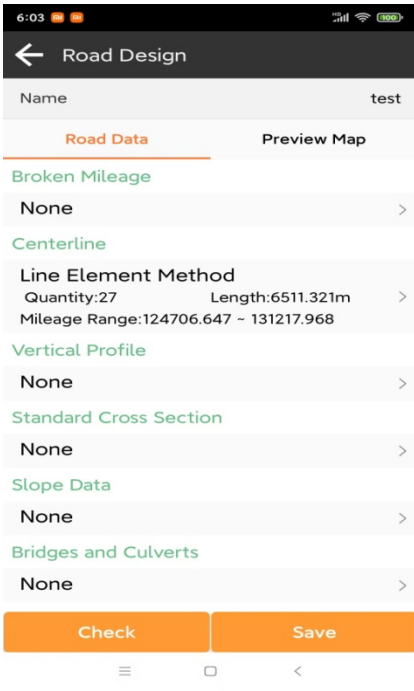 6:03 HD 100
Road Design
Name test
Road Data Preview Map
Broken Mileage
None
Centerline
Line Element Method
Quantity:27 Length:6511.321m
Mileage Range:124706.647 ~ 131217.968
Vertical Profile
None
Standard Cross Section
None
Slope Data
None
Bridges and Culverts
None
Check Save